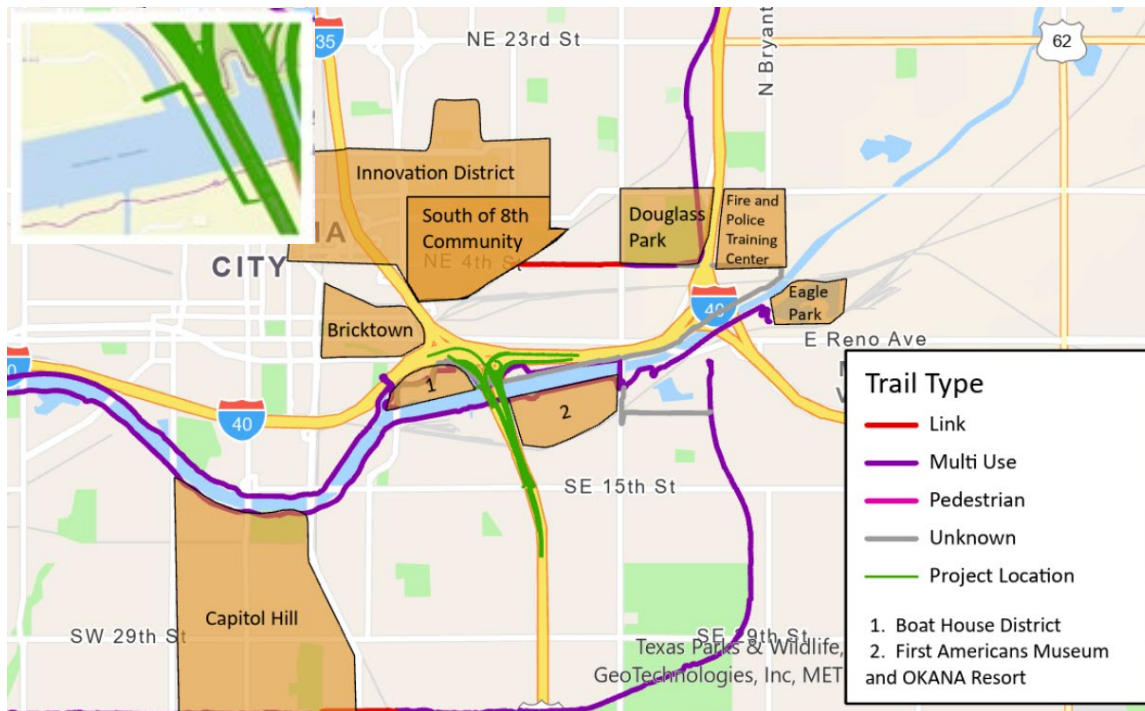 35
NE 23rd St
N Bryant
62
Innovation District
South of 8th
Community
Douglass
Park
Fire and
Police
Training
Center
MA
CITY
NE 4th St
Bricktown
40
Eagle
Park
E Reno Ave
1
2
40
SE 15th St
Capitol Hill
SW 29th St
SE 29th St
Texas Parks & Wildlife,
GeoTechnologies, Inc, MET
Trail Type
Link
Multi Use
Pedestrian
Unknown
Project Location
1. Boat House District
2. First Americans Museum
and OKANA Resort